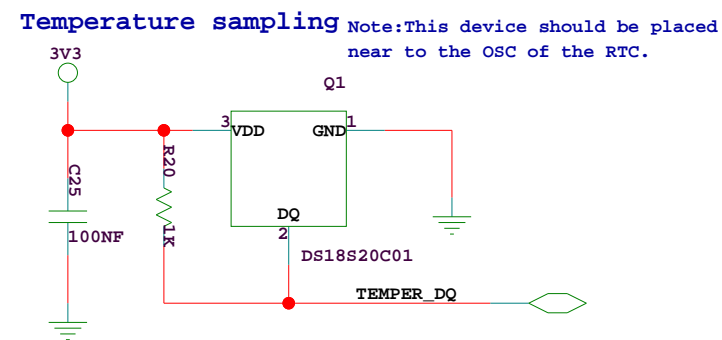 Temperature sampling
Note:This device should be placed
near to the OSC of the RTC.
3V3
Q1
3
VDD
GND
1
R20
C25
DQ
100NF
1K
2
DS18S20C01
TEMPER_DQ